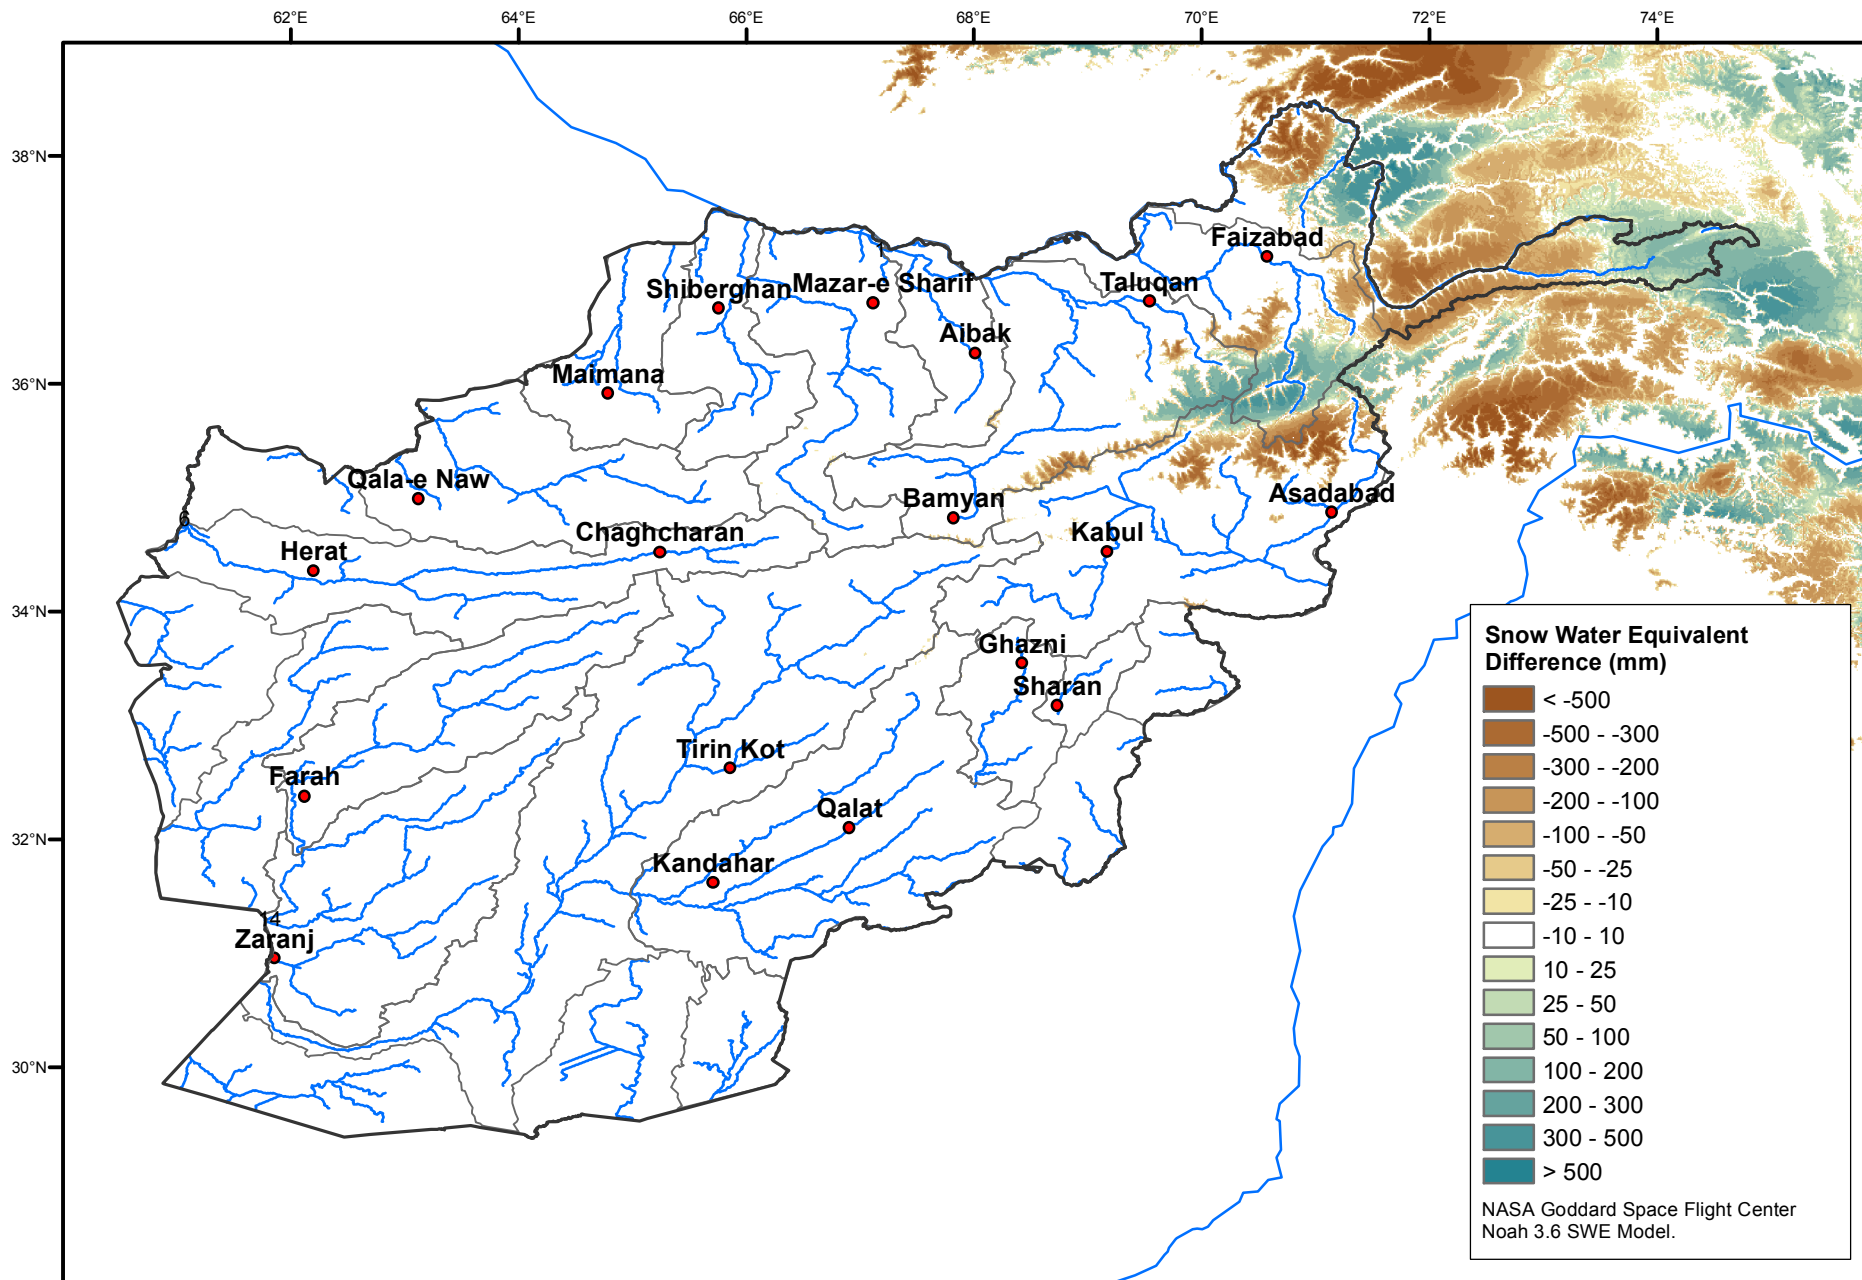 62°E 64°E 66°E 68°E 70°E 72°E 74°E
38°N
Faizabad
Shiberghan Mazar-e Sharif Taluqan
Aibak
36°N
Maimana
Qala-e Naw
Bamyan Asadabad
6
Chaghcharan Kabul
Herat
34°N
Ghazni
Sharan
Tirin Kot
Farah
Qalat
32°N
Kandahar
14
Zaranj
30°N
Snow Water Equivalent
Difference (mm)
< -500
-500 - -300
-300 - -200
-200 - -100
-100 - -50
-50 - -25
-25 - -10
-10 - 10
10 - 25
25 - 50
50 - 100
100 - 200
200 - 300
300 - 500
> 500
NASA Goddard Space Flight Center
Noah 3.6 SWE Model.